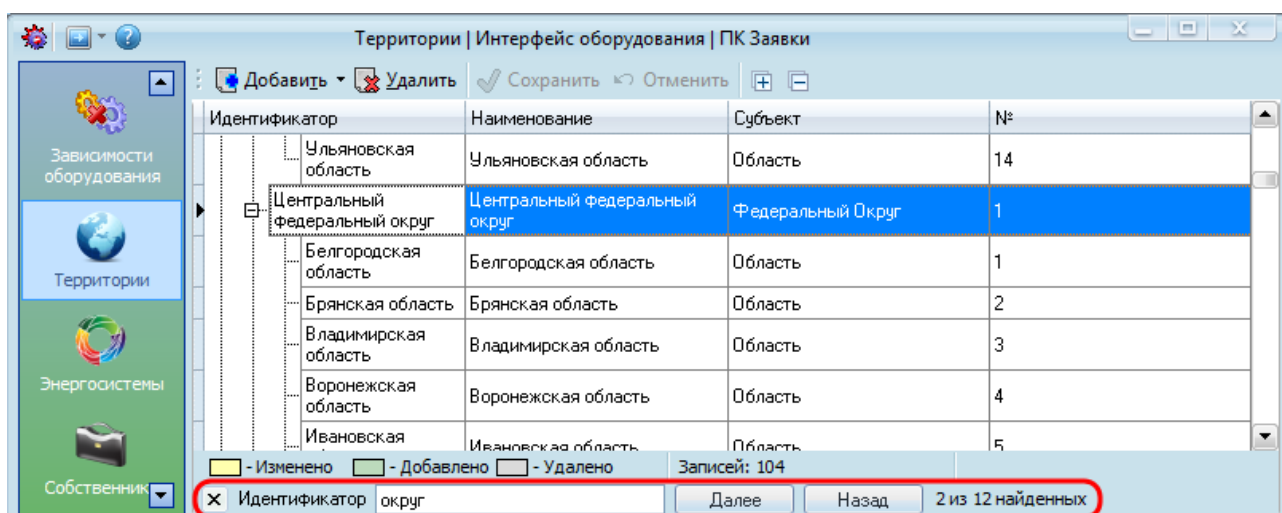 Территории | Интерфейс оборудования | ПК Заявки
Добавить Удалить Сохранить Отменить
Идентификатор Наименование Субъект №
Ульяновская
область
Ульяновская область Область 14
Центральный
федеральный округ
Центральный федеральный
округ
Федеральный Округ 1
Белгородская
область
Белгородская область Область 1
Брянская область Брянская область Область 2
Владимирская
область
Владимирская область Область 3
Воронежская
область
Воронежская область Область 4
Ивановская
Ивановская область Область 5
Зависимости
оборудования
Территории
Энергосистемы
Собственник
- Изменено - Добавлено - Удалено Записей: 104
Идентификатор округ Далее Назад 2 из 12 найденных